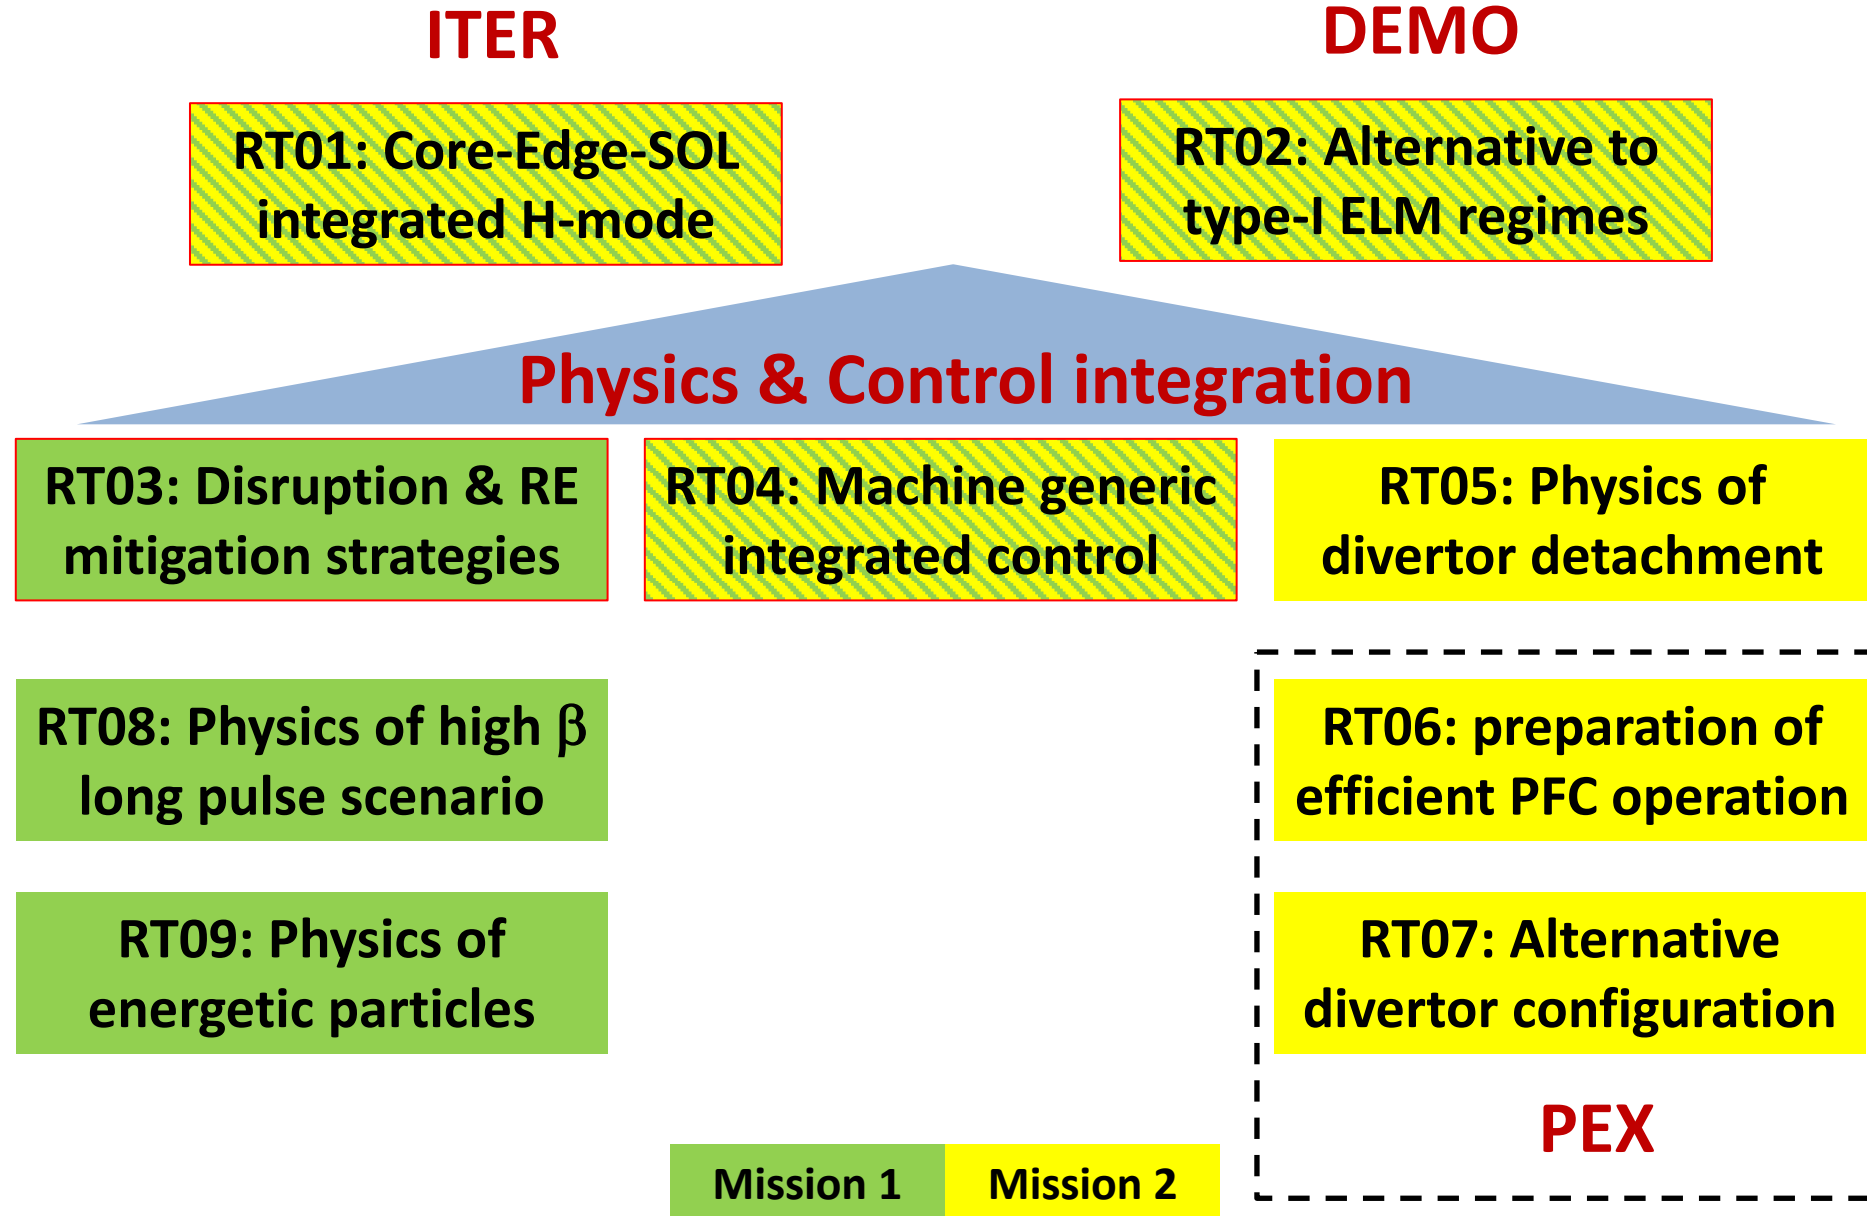 ITER
DEMO
RT01: Core-Edge-SOL
integrated H-mode
RT02: Alternative to
type-I ELM regimes
Physics & Control integration
RT03: Disruption & RE
mitigation strategies
RT04: Machine generic
integrated control
RT05: Physics of
divertor detachment
RT08: Physics of high β
long pulse scenario
RT06: preparation of
efficient PFC operation
RT09: Physics of
energetic particles
RT07: Alternative
divertor configuration
PEX
Mission 1
Mission 2